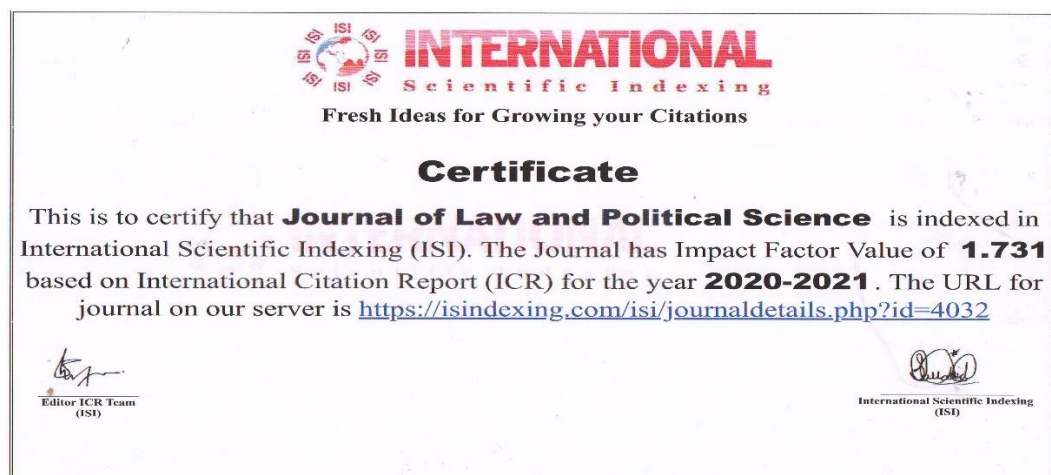 ISI ISI ISI ISI ISI ISI ISI ISI
INTERNATIONAL
Scientific Indexing
Fresh Ideas for Growing your Citations
Certificate
This is to certify that Journal of Law and Political Science is indexed in
International Scientific Indexing (ISI). The Journal has Impact Factor Value of 1.731
based on International Citation Report (ICR) for the year 2020-2021. The URL for
journal on our server is https://isindexing.com/isi/journaldetails.php?id=4032
Editor ICR Team
(ISI)
International Scientific Indexing
(ISI)